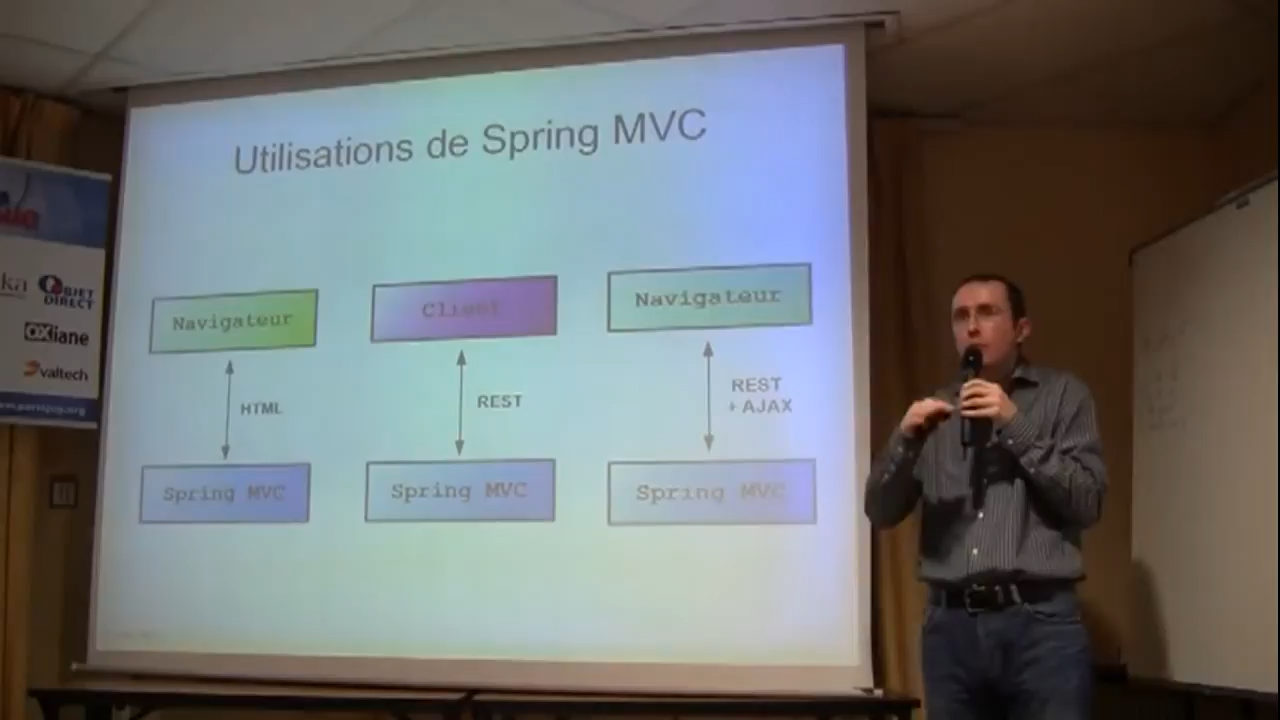 Utilisations de Spring MVC
Navigateur
Client
Navigateur
HTML
REST
REST
+ AJAX
Spring MVC
Spring MVC
Spring MVC
OBJET
DIRECT
OXiane
valtech